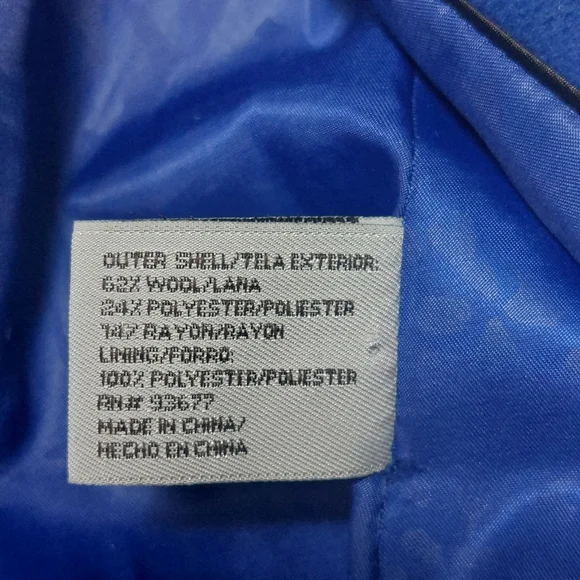 OUTER SHELL/TELA EXTERIOR:
62% WOOL/LANA
24% POLYESTER/POLIESTER
14% RAYON/RAYON
LINING/FORRO:
100% POLYESTER/POLIESTER
RN# 93677
MADE IN CHINA/
HECHO EN CHINA